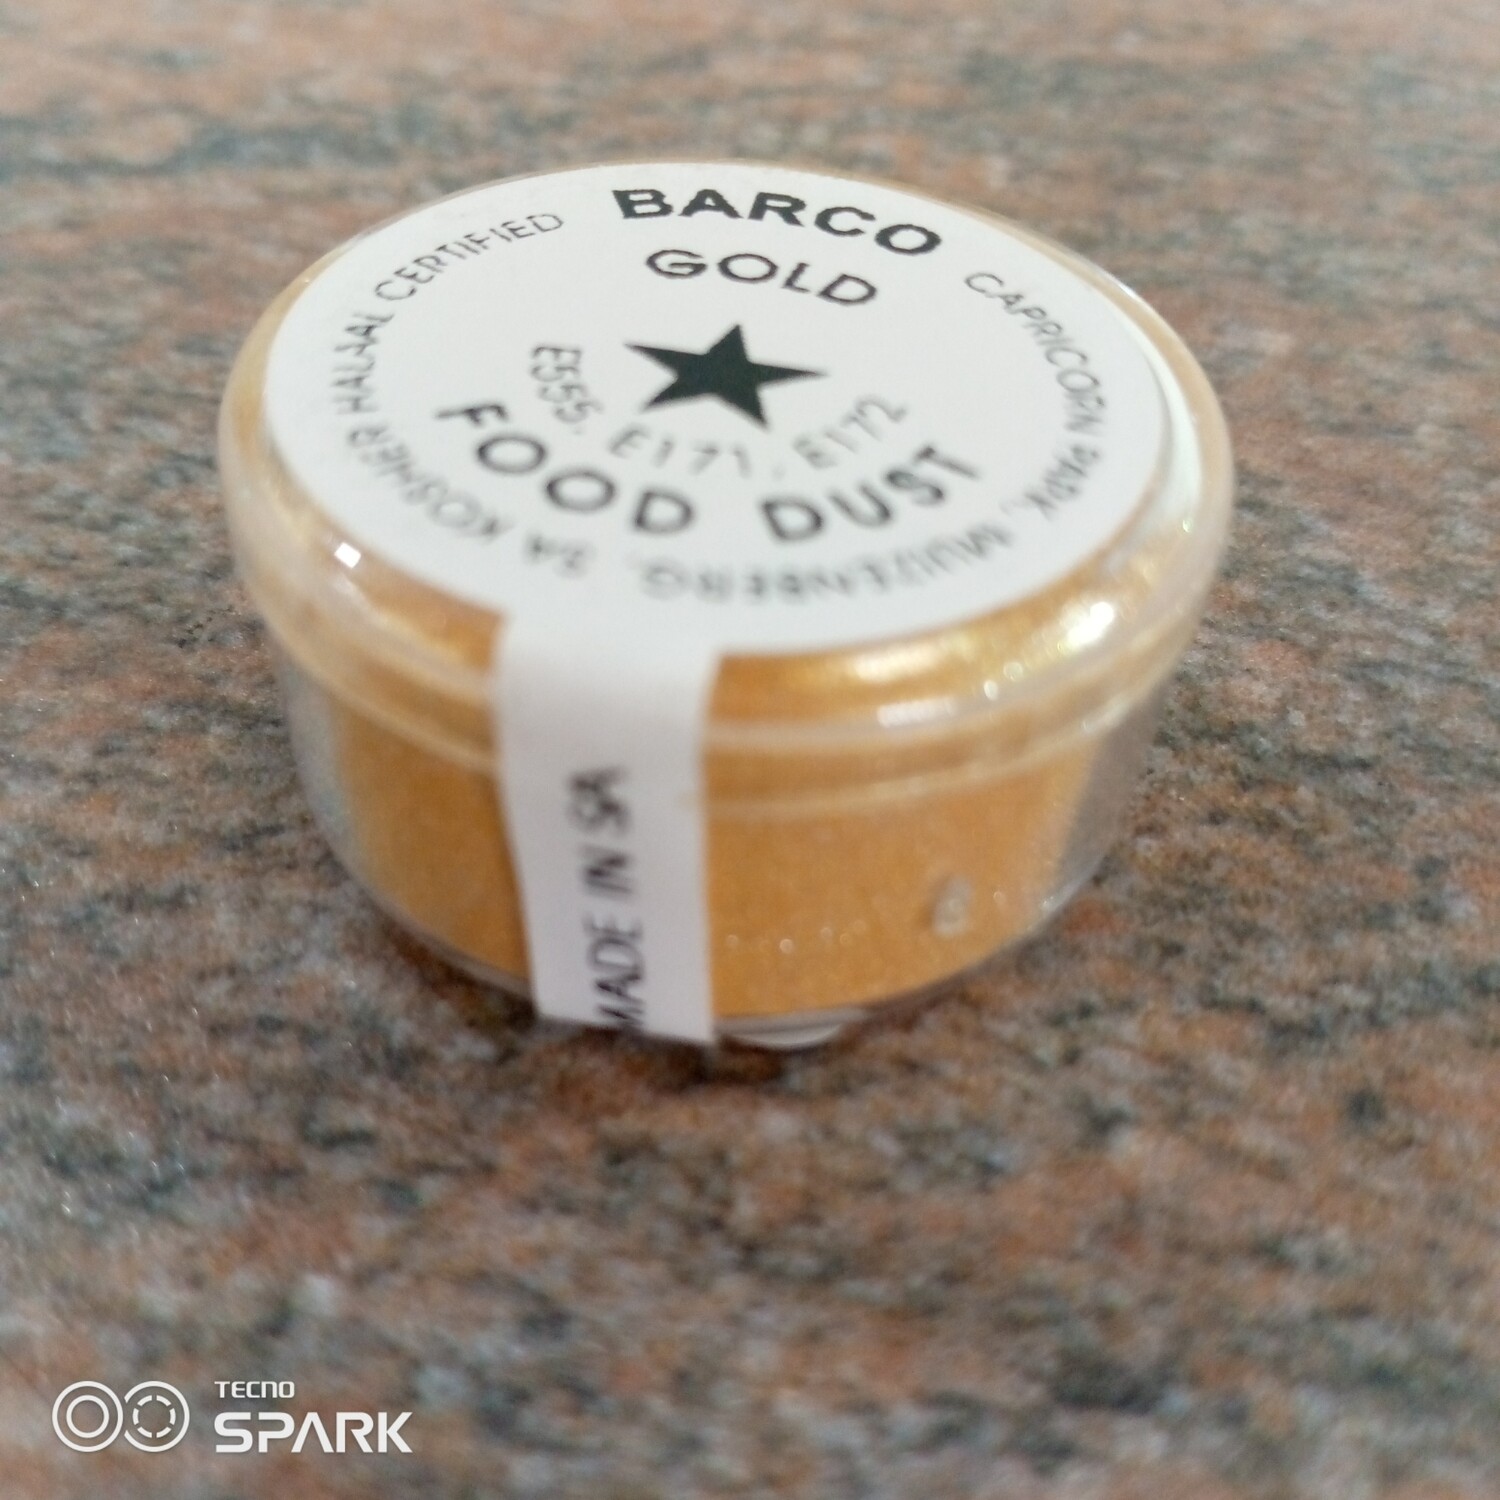 BARCO
GOLD
E555, E171, E172
FOOD DUST
CAPRICORN PARK, MUIZENBERG, SA KOSHER HALAAL CERTIFIED
MADE IN SA
TECNO
SPARK